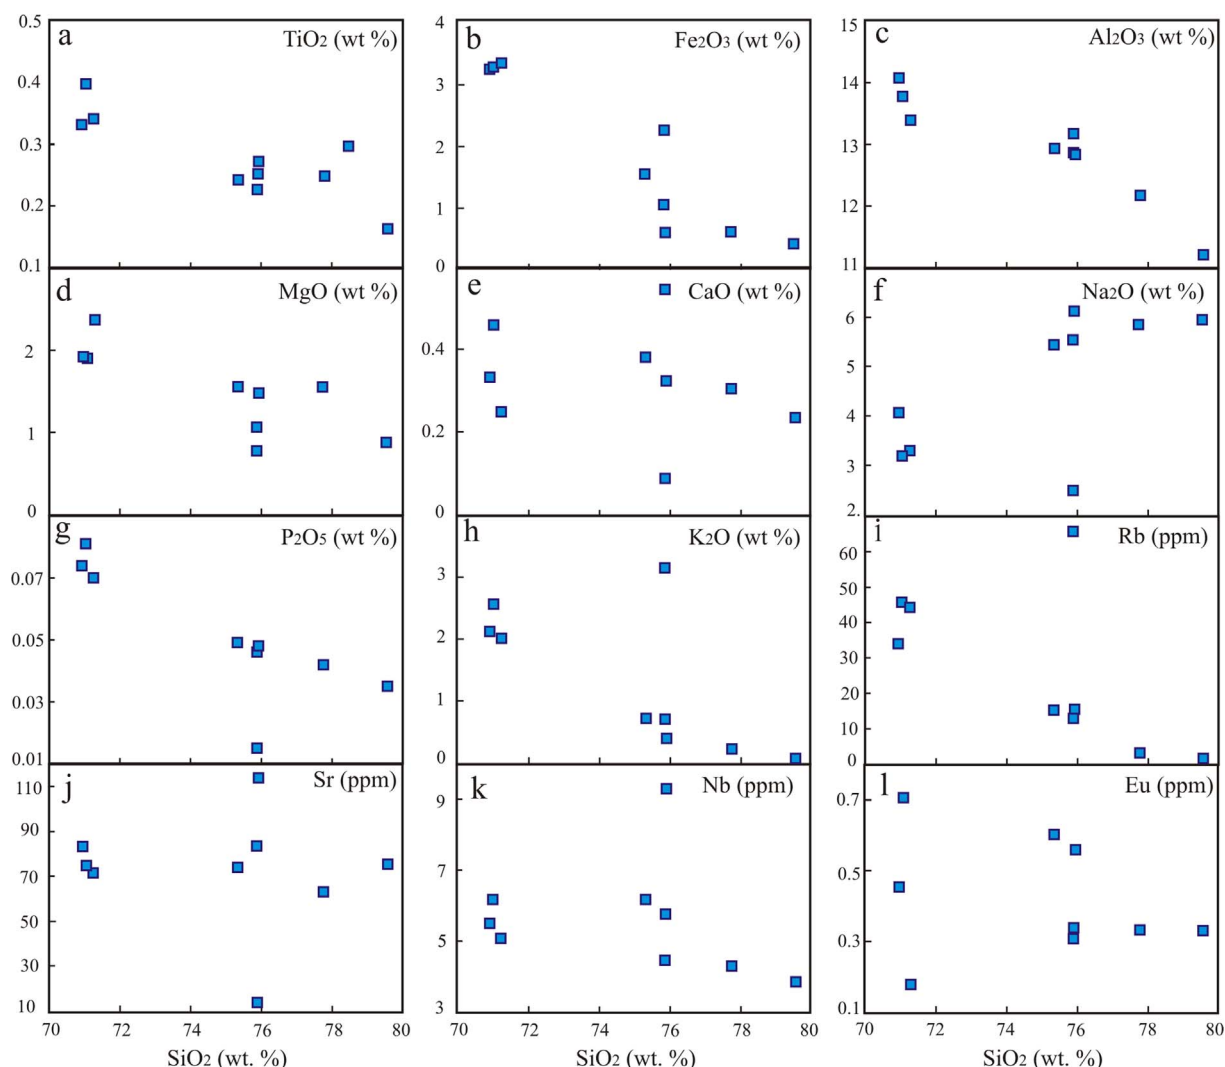 a
TiO2 (wt %)
0.5
0.4
0.3
0.2
0.1
b
Fe2O3 (wt %)
4
3
2
1
0
c
Al2O3 (wt %)
15
14
13
12
11
d
MgO (wt %)
2
1
0
e
CaO (wt %)
0.4
0.2
0
f
Na2O (wt %)
6
5
4
3
2.
g
P2O5 (wt %)
0.07
0.05
0.03
0.01
h
K2O (wt %)
3
2
1
0
i
Rb (ppm)
60
50
40
30
20
10
0
j
Sr (ppm)
110
90
70
50
30
10
70 72 74 76 78 80
SiO2 (wt. %)
k
Nb (ppm)
9
7
5
3
70 72 74 76 78 80
SiO2 (wt. %)
l
Eu (ppm)
0.7
0.5
0.3
0.1
70 72 74 76 78 80
SiO2 (wt. %)